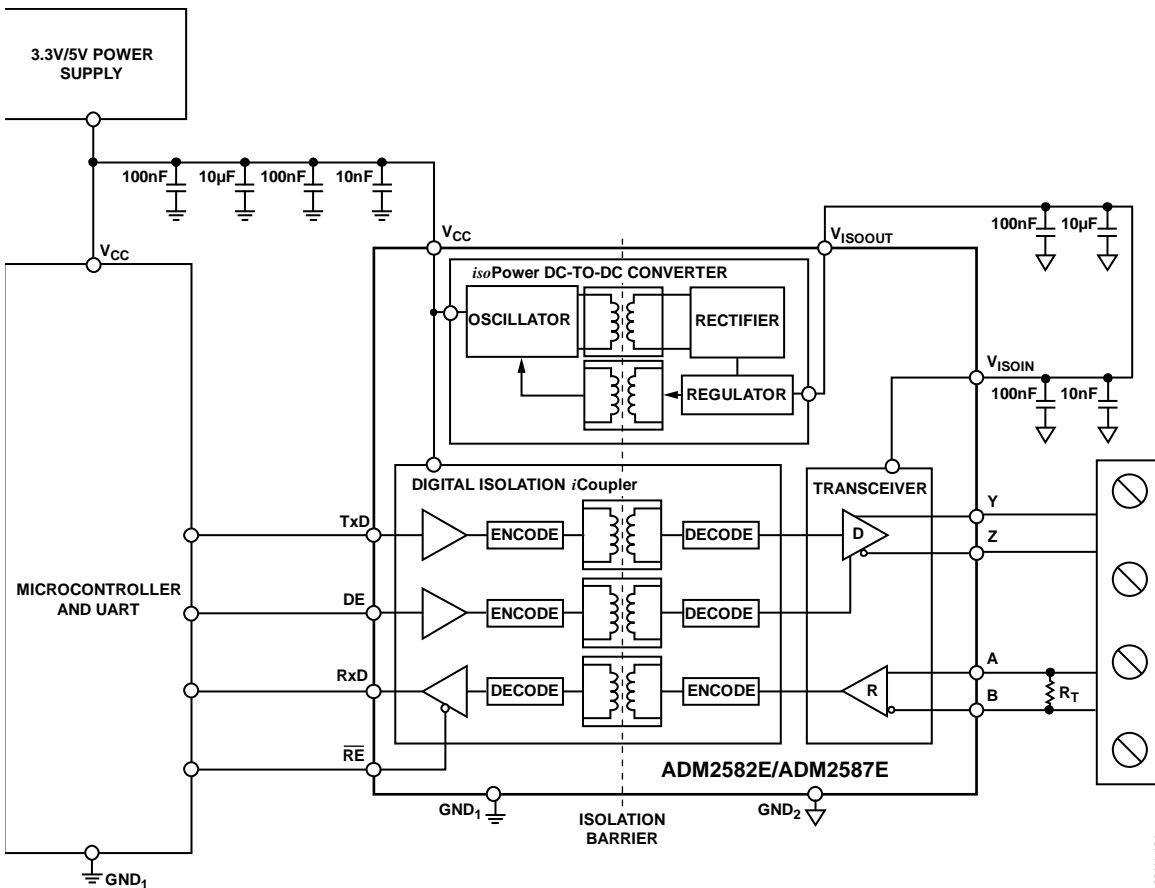 3.3V/5V POWER
SUPPLY
100nF
10µF
100nF
10nF
VCC
VCC
VISOOUT
100nF
10µF
isoPower DC-TO-DC CONVERTER
OSCILLATOR
RECTIFIER
REGULATOR
VISOIN
100nF
10nF
DIGITAL ISOLATION iCoupler
TRANSCEIVER
TxD
ENCODE
DECODE
D
Y
Z
MICROCONTROLLER
AND UART
DE
ENCODE
DECODE
RxD
DECODE
ENCODE
R
A
B
RT
RE
ADM2582E/ADM2587E
GND1
ISOLATION
BARRIER
GND2
GND1